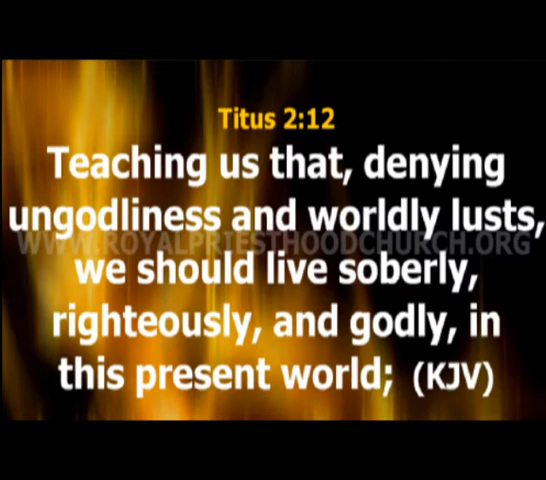 Titus 2:12
Teaching us that, denying
ungodliness and worldly lusts,
WWW.ROYALPRIESTHOODCHURCH.ORG
we should live soberly,
righteously, and godly, in
this present world; (KJV)